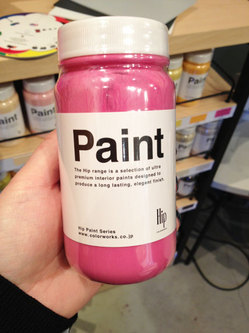 Paint
The Hip range is a selection of ultra
premium interior paints designed to
produce a long lasting, elegant finish.
Hip
Hip Paint Series
www.colorworks.co.jp